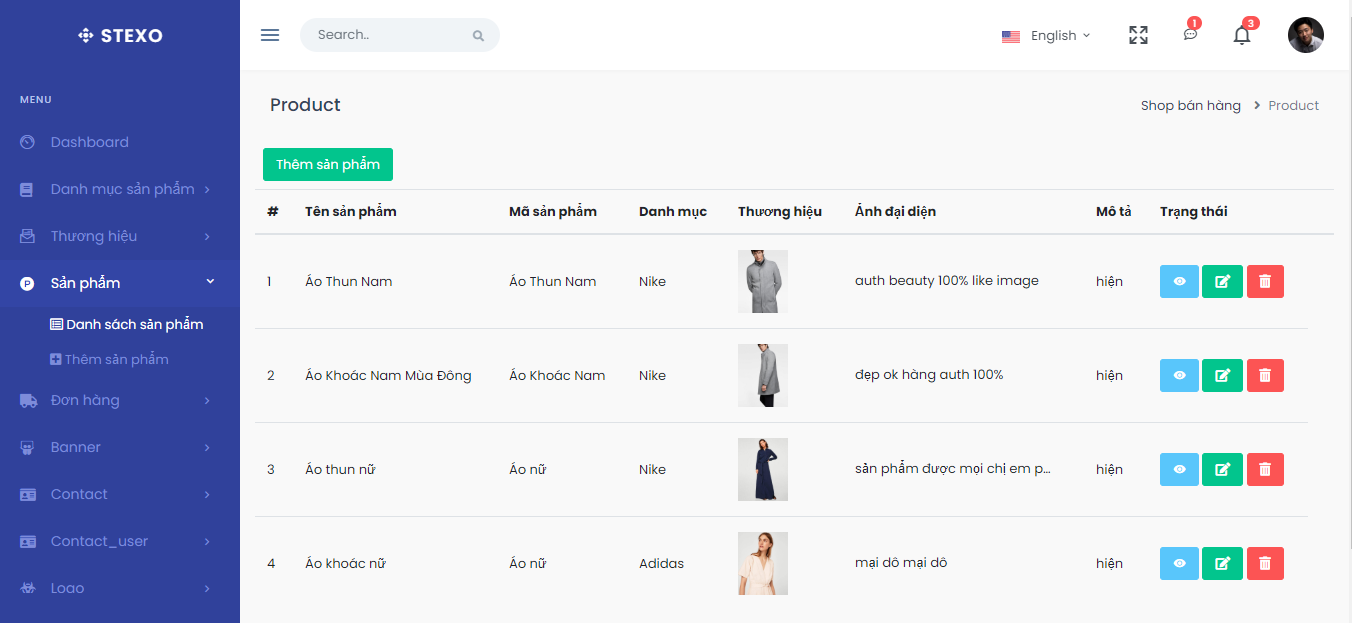 STEXO
Search..
English
1
3
MENU
Dashboard
Danh mục sản phẩm
Thương hiệu
Sản phẩm
Danh sách sản phẩm
Thêm sản phẩm
Đơn hàng
Banner
Contact
Contact_user
Logo
Product
Shop bán hàng > Product
Thêm sản phẩm
# Tên sản phẩm Mã sản phẩm Danh mục Thương hiệu Ảnh đại diện Mô tả Trạng thái
1 Áo Thun Nam Áo Thun Nam Nike auth beauty 100% like image hiện
2 Áo Khoác Nam Mùa Đông Áo Khoác Nam Nike đẹp ok hàng auth 100% hiện
3 Áo thun nữ Áo nữ Nike sản phẩm được mọi chị em p... hiện
4 Áo khoác nữ Áo nữ Adidas mại dô mại dô hiện